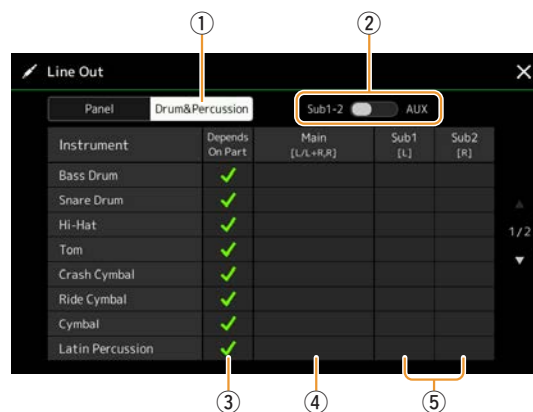 ① ②
Line Out ×
Panel Drum&Percussion Sub1-2 AUX
Instrument Depends On Part Main [L/L+R,R] Sub1 [L] Sub2 [R]
Bass Drum ✓
Snare Drum ✓
Hi-Hat ✓
1/2
Tom ✓
Crash Cymbal ✓
Ride Cymbal ✓
Cymbal ✓
Latin Percussion ✓
③ ④ ⑤